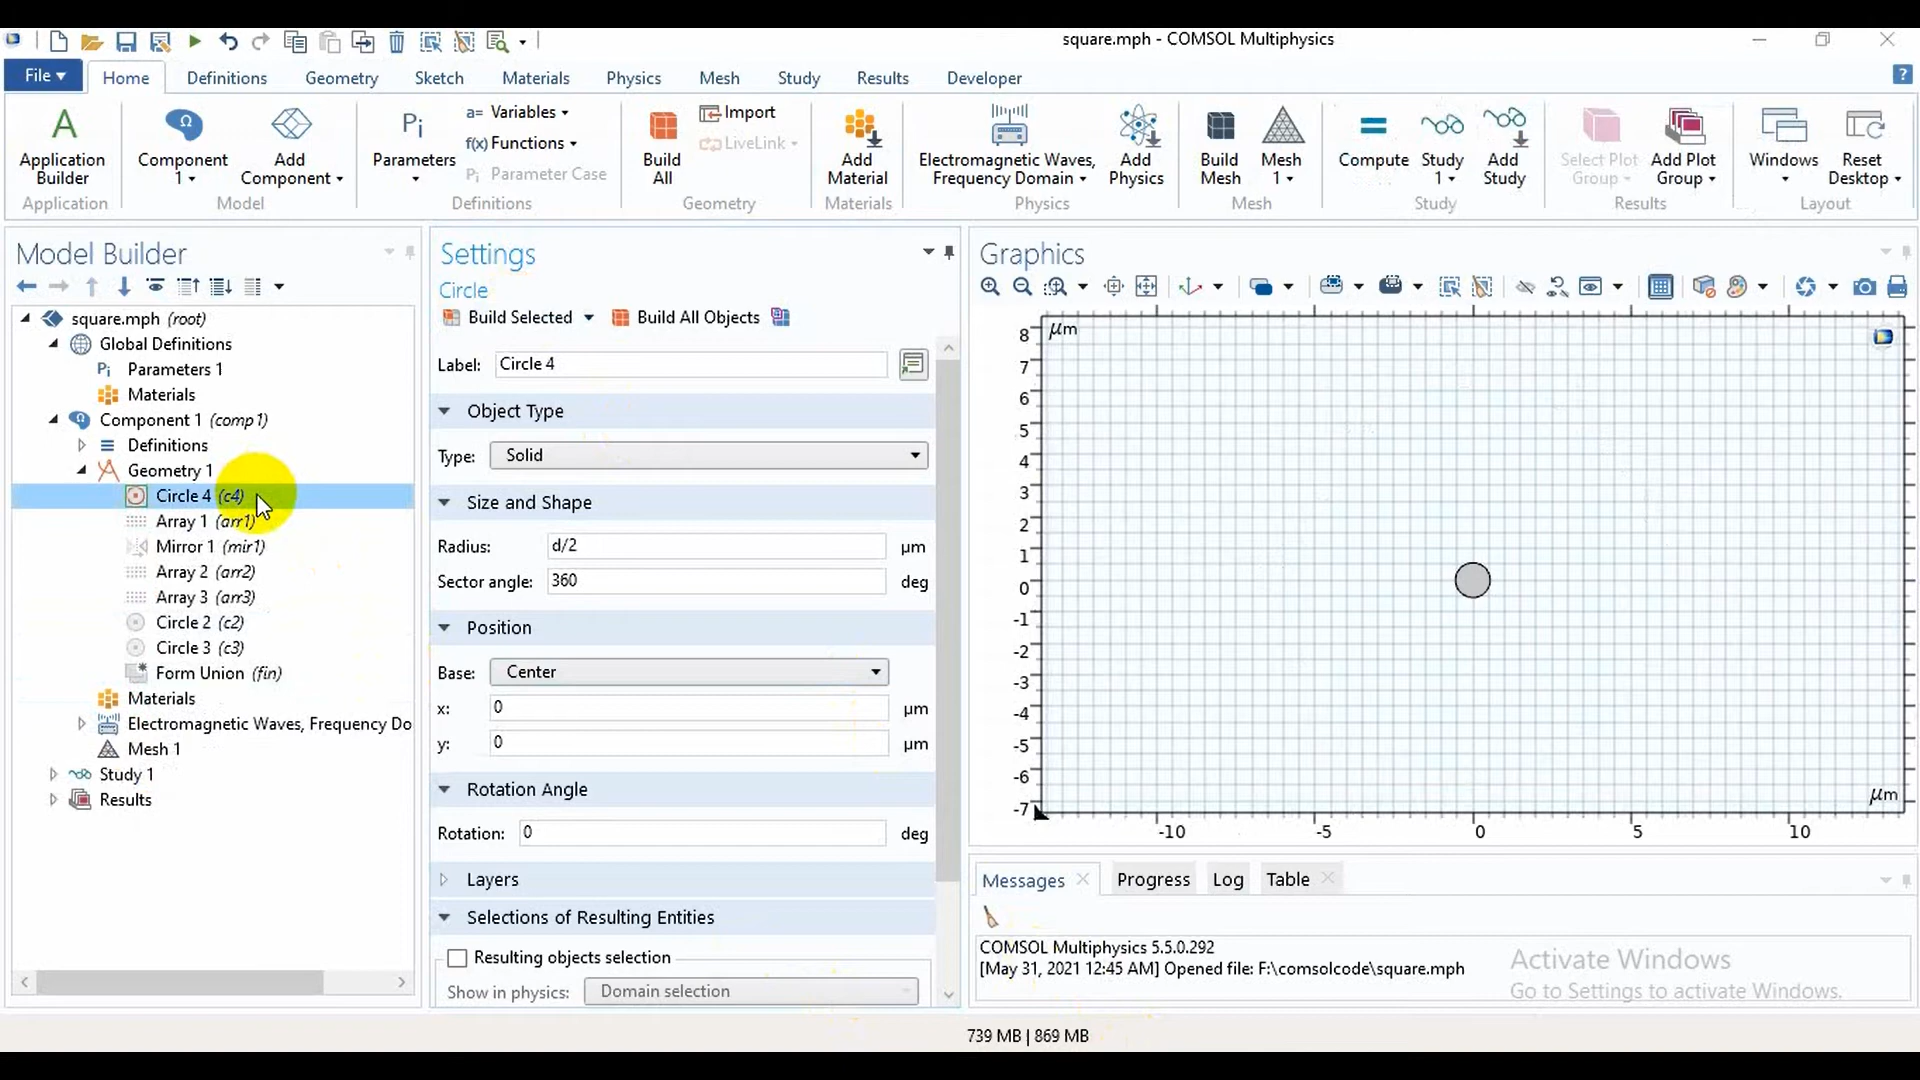 square.mph - COMSOL Multiphysics
File
Home
Definitions
Geometry
Sketch
Materials
Physics
Mesh
Study
Results
Developer
?
Application Builder
Application
Component 1
Add Component
Model
Pi Parameters
a= Variables
f(x) Functions
Pi Parameter Case
Definitions
Build All
Import
LiveLink
Geometry
Add Material
Materials
Electromagnetic Waves, Frequency Domain
Add Physics
Physics
Build Mesh
Mesh 1
Mesh
Compute
Study 1
Add Study
Study
Select Plot Group
Add Plot Group
Results
Windows
Reset Desktop
Layout
Model Builder
square.mph (root)
Global Definitions
Pi Parameters 1
Materials
Component 1 (comp1)
Definitions
Geometry 1
Circle 4 (c4)
Array 1 (arr1)
Mirror 1 (mir1)
Array 2 (arr2)
Array 3 (arr3)
Circle 2 (c2)
Circle 3 (c3)
Form Union (fin)
Materials
Electromagnetic Waves, Frequency Do
Mesh 1
Study 1
Results
Settings
Circle
Build Selected
Build All Objects
Label: Circle 4
Object Type
Type: Solid
Size and Shape
Radius: d/2 μm
Sector angle: 360 deg
Position
Base: Center
x: 0 μm
y: 0 μm
Rotation Angle
Rotation: 0 deg
Layers
Selections of Resulting Entities
Resulting objects selection
Show in physics: Domain selection
Graphics
μm
8
7
6
5
4
3
2
1
0
-1
-2
-3
-4
-5
-6
-7
μm
-10 -5 0 5 10
Messages
Progress
Log
Table
COMSOL Multiphysics 5.5.0.292
[May 31, 2021 12:45 AM] Opened file: F:\comsolcode\square.mph
Activate Windows
Go to Settings to activate Windows.
739 MB | 869 MB